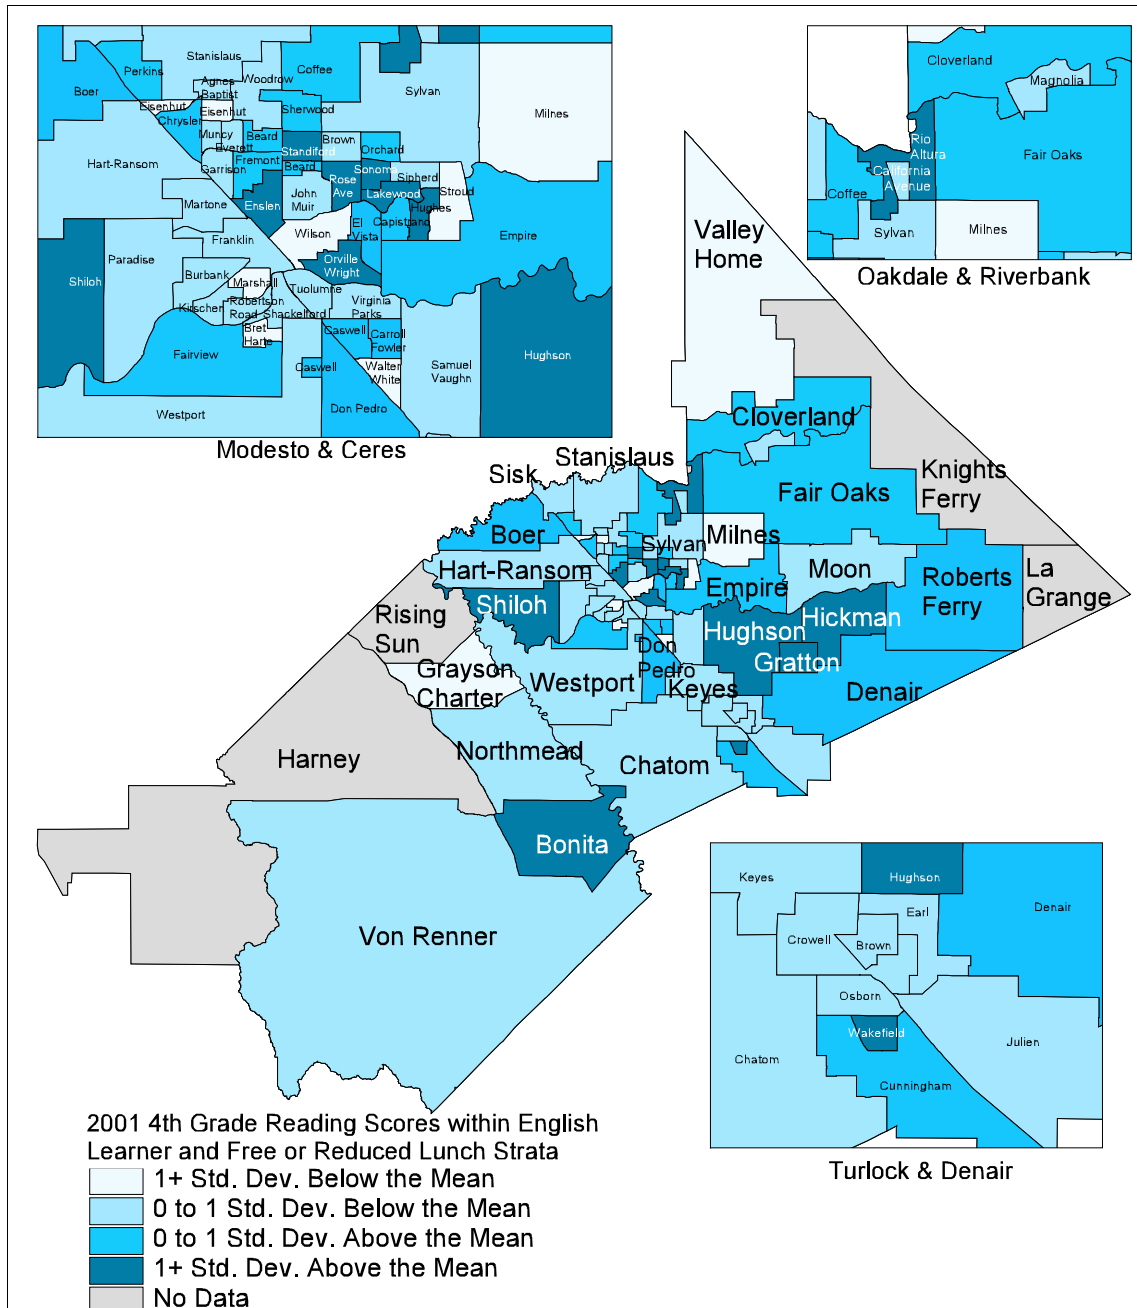 Stanislaus
Perkins
Coffee
Boer
Agnes
Baptist
Woodrow
Sylvan
Eisenhut
Eisenhut
Sherwood
Milnes
Chrysler
Muncy
Beard
Everett
Brown
Standiford
Orchard
Hart-Ransom
Fremont
Garrison
Beard
Sonoma
Rose
Ave
Sipherd
Stroud
Lakewood
John
Muir
Martone
Enslen
Hughes
El
Vista
Capistrano
Wilson
Franklin
Empire
Paradise
Orville
Wright
Burbank
Shiloh
Marshall
Tuolumne
Kirschen
Robertson
Road
Shackelford
Virginia
Parks
Bret
Harte
Caswell
Carroll
Fowler
Fairview
Hughson
Caswell
Walter
White
Samuel
Vaughn
Westport
Don Pedro
Modesto & Ceres
Cloverland
Magnolia
Rio
Altura
Fair Oaks
California
Avenue
Coffee
Sylvan
Milnes
Oakdale & Riverbank
Valley
Home
Cloverland
Stanislaus
Sisk
Knights
Ferry
Fair Oaks
Boer
Sylvan
Milnes
Hart-Ransom
Moon
Roberts
Ferry
La
Grange
Empire
Shiloh
Rising
Sun
Hickman
Hughson
Gratton
Don
Pedro
Grayson
Charter
Westport
Keyes
Denair
Northmead
Harney
Chatom
Bonita
Von Renner
Keyes
Hughson
Earl
Denair
Crowell
Brown
Osborn
Wakefield
Julien
Chatom
Cunningham
Turlock & Denair
2001 4th Grade Reading Scores within English
Learner and Free or Reduced Lunch Strata
1+ Std. Dev. Below the Mean
0 to 1 Std. Dev. Below the Mean
0 to 1 Std. Dev. Above the Mean
1+ Std. Dev. Above the Mean
No Data